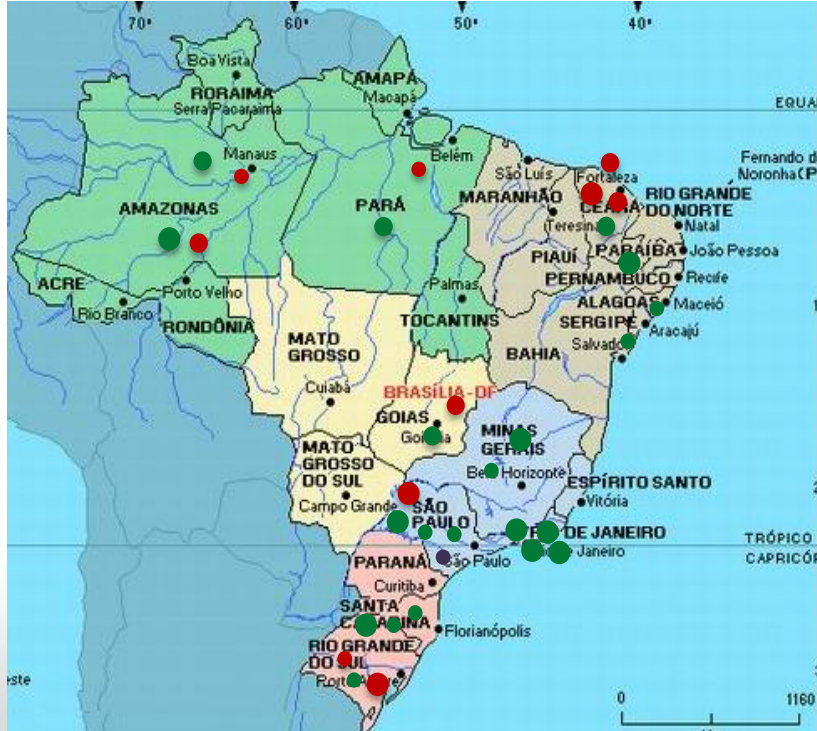 70°
60°
50°
40°
Boa Vista
RORAIMA
Serra Pacaraima
AMAPÁ
Macapá
EQUA
Manaus
Belém
São Luís
Fortaleza
Fernando d
Noronha (P
AMAZONAS
PARÁ
MARANHÃO
CEARÁ
RIO GRANDE
DO NORTE
Teresina
Natal
PIAUÍ
PARAÍBA
João Pessoa
ACRE
Porto Velho
Palmas
PERNAMBUCO
Recife
Rio Branco
RONDÔNIA
TOCANTINS
ALAGOAS
Maceió
SERGIPE
Aracajú
MATO
GROSSO
BAHIA
Salvador
Cuiabá
BRASÍLIA-DF
GOIAS
Goiânia
MINAS
GERAIS
MATO
GROSSO
DO SUL
Belo Horizonte
ESPÍRITO SANTO
Campo Grande
Vitória
SÃO
PAULO
DE JANEIRO
TRÓPICO
São Paulo
de Janeiro
CAPRICÓR
PARANÁ
Curitiba
SANTA
CATARINA
Florianópolis
RIO GRANDE
DO SUL
Porto Alegre
este
0
1160